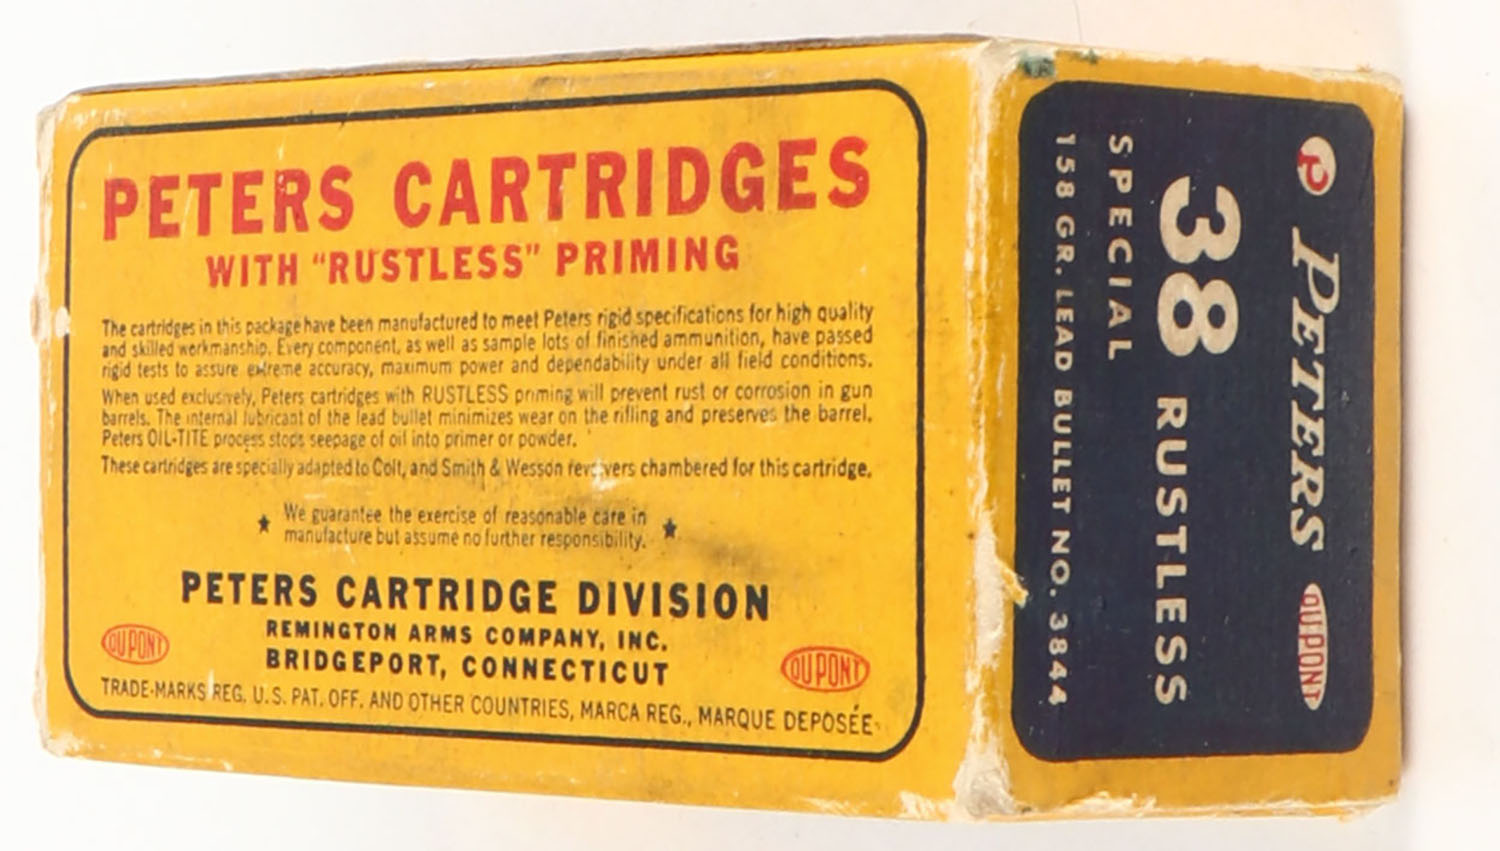 PETERS CARTRIDGES
WITH "RUSTLESS" PRIMING
The cartridges in this package have been manufactured to meet Peters rigid specifications for high quality
and skilled workmanship. Every component, as well as sample lots of finished ammunition, have passed
rigid tests to assure extreme accuracy, maximum power and dependability under all field conditions.
When used exclusively, Peters cartridges with RUSTLESS priming will prevent rust or corrosion in gun
barrels. The internal lubricant of the lead bullet minimizes wear on the rifling and preserves the barrel.
Peters OIL-TITE process stops seepage of oil into primer or powder.
These cartridges are specially adapted to Colt, and Smith & Wesson revolvers chambered for this cartridge.
★ We guarantee the exercise of reasonable care in ★
manufacture but assume no further responsibility.
PETERS CARTRIDGE DIVISION
REMINGTON ARMS COMPANY, INC.
BRIDGEPORT, CONNECTICUT
DU PONT
DU PONT
TRADE-MARKS REG. U.S. PAT. OFF. AND OTHER COUNTRIES, MARCA REG., MARQUE DEPOSÉE
P PETERS DU PONT
38 RUSTLESS
SPECIAL
158 GR. LEAD BULLET NO. 3844